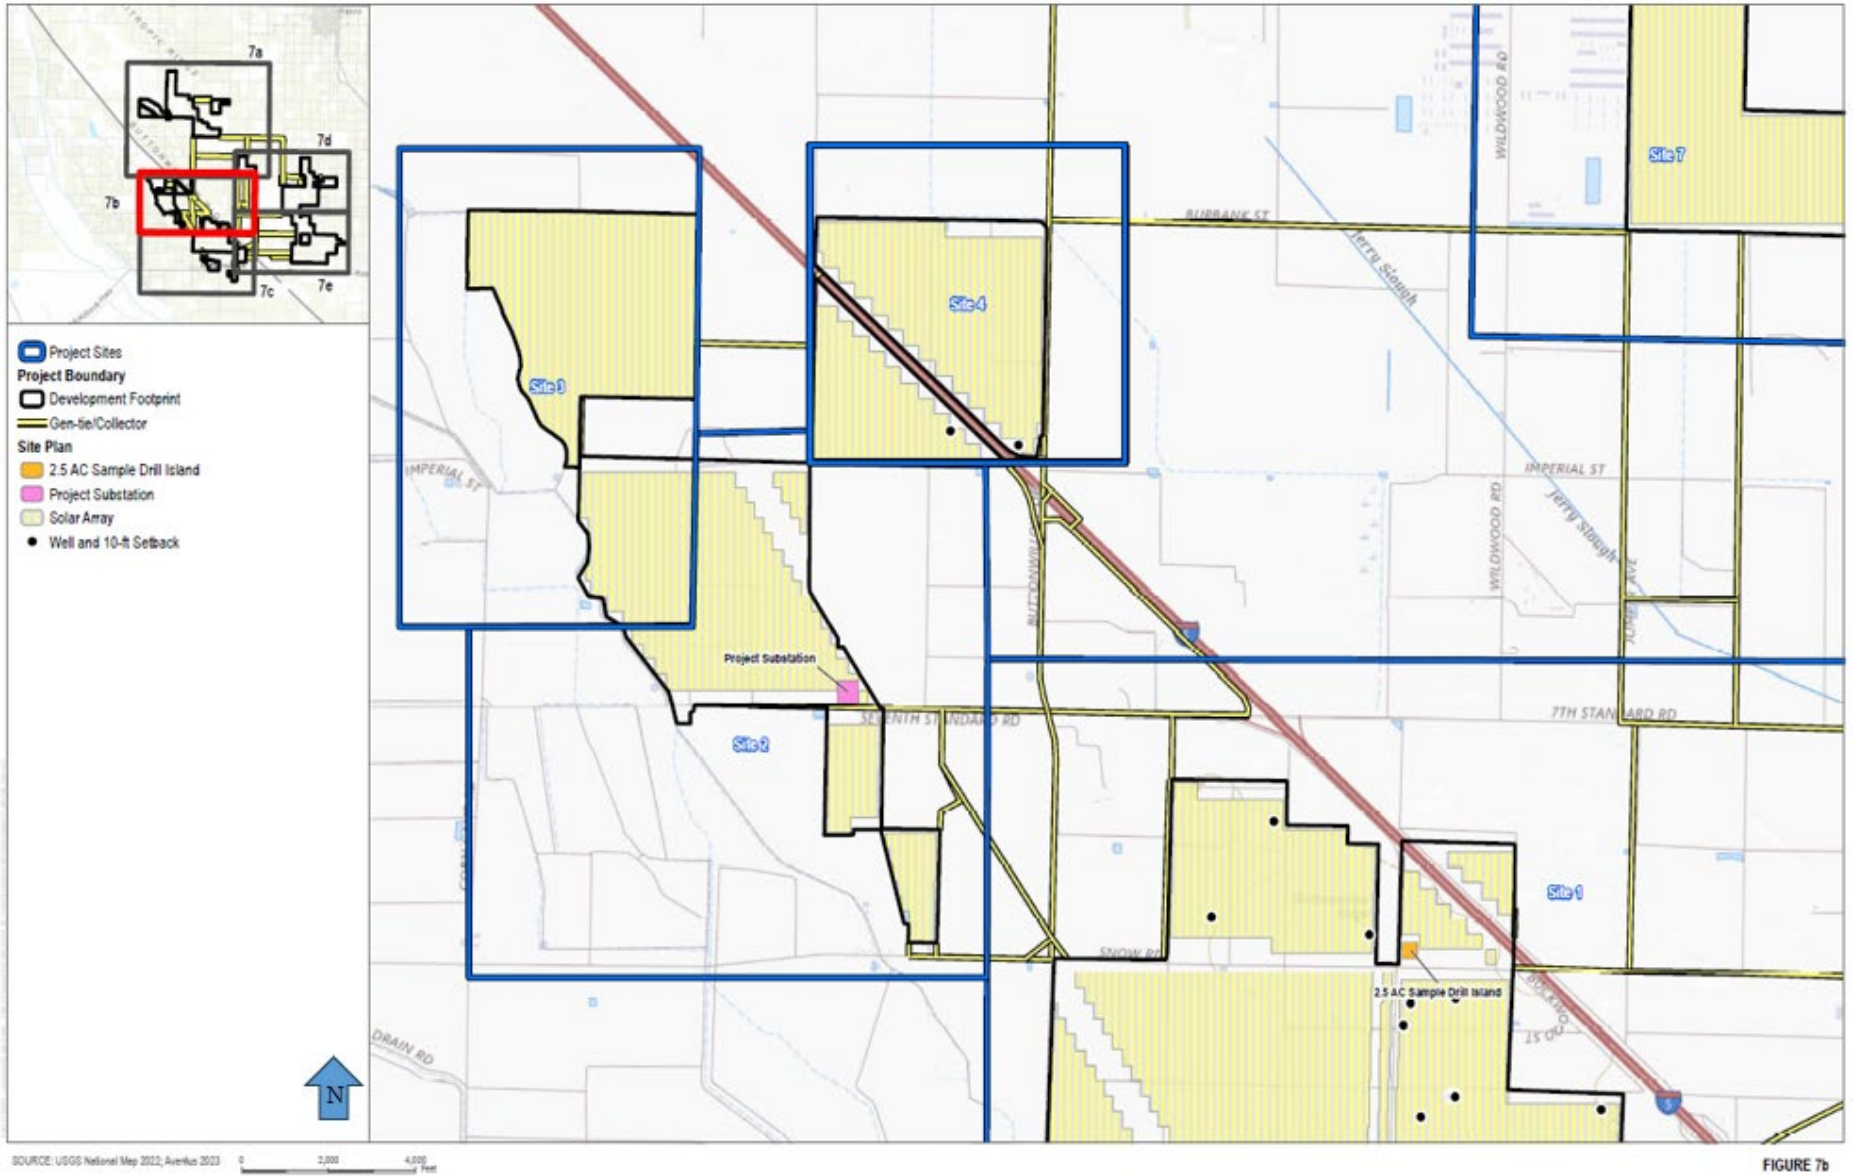 7a
7d
7b
7c
7e
Project Sites
Project Boundary
Development Footprint
Gen-tie/Collector
Site Plan
2.5 AC Sample Drill Island
Project Substation
Solar Array
Well and 10-ft Setback
N
WILDWOOD RD
Site 7
BURBANK ST
Jerry Slough
Site 4
Site 3
IMPERIAL ST
IMPERIAL ST
WILDWOOD RD
Jerry Slough
AVE
Project Substation
SEVENTH STANDARD RD
7TH STANDARD RD
Site 2
Site 1
SNOW RD
2.5 AC Sample Drill Island
DRAIN RD
5
SOURCE: USGS National Map 2022; Aventus 2023
0 2,000 4,000
Feet
FIGURE 7b